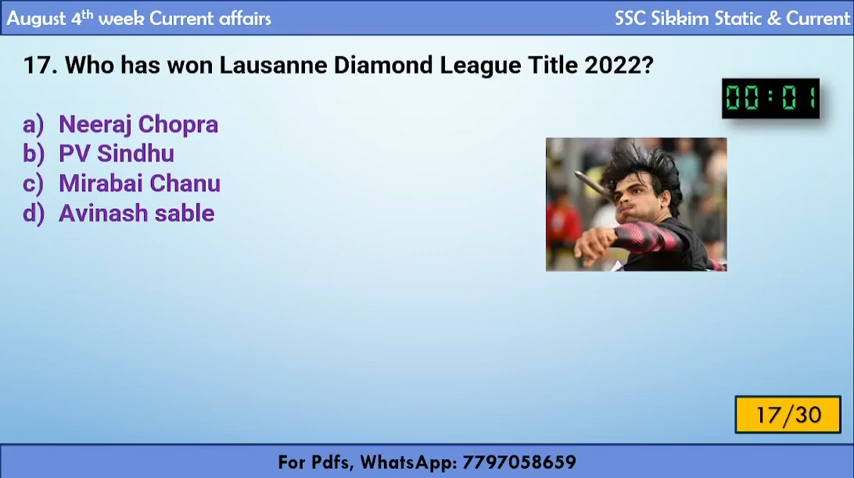 August 4th week Current affairs
SSC Sikkim Static & Current
17. Who has won Lausanne Diamond League Title 2022?
00:01
a) Neeraj Chopra
b) PV Sindhu
c) Mirabai Chanu
d) Avinash sable
17/30
For Pdfs, WhatsApp: 7797058659